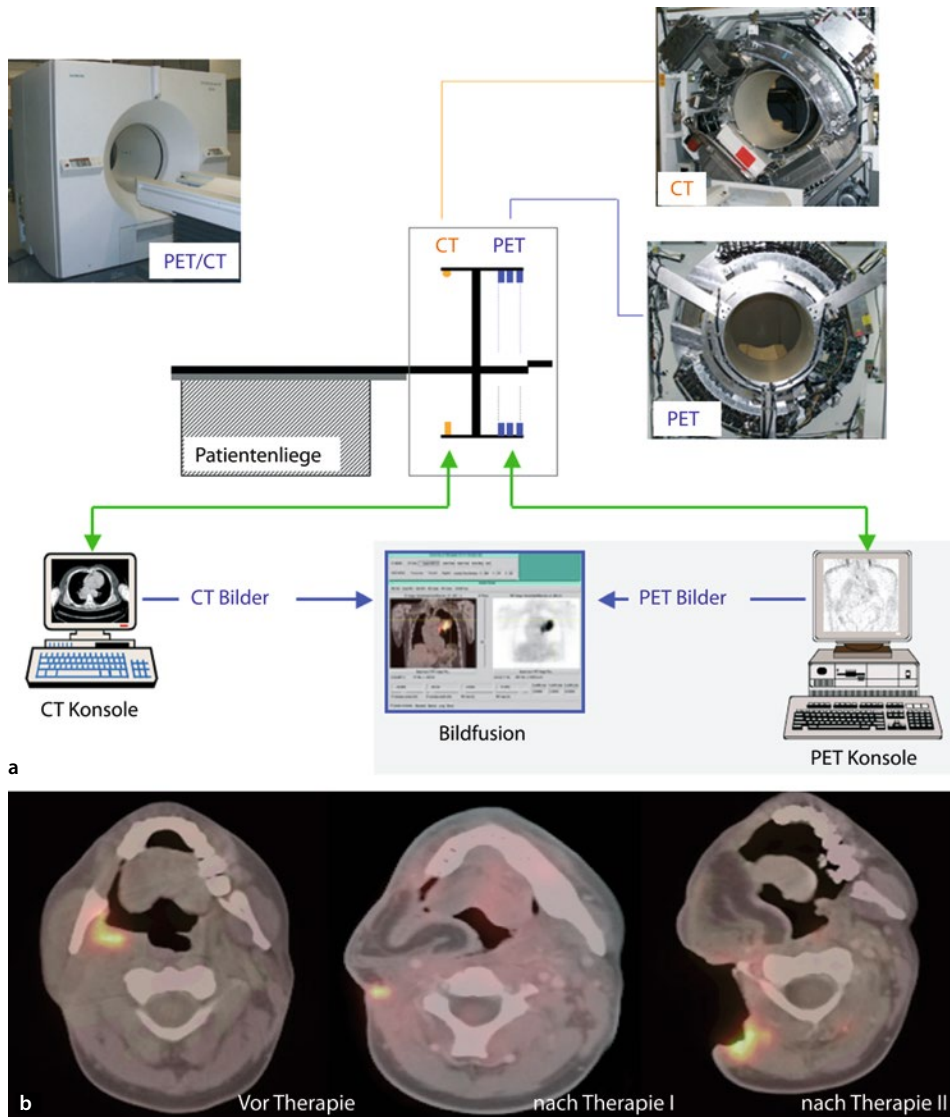 PET/CT
CT
PET
CT PET
Patientenliege
CT Bilder
PET Bilder
CT Konsole
Bildfusion
PET Konsole
a
b
Vor Therapie
nach Therapie I
nach Therapie II